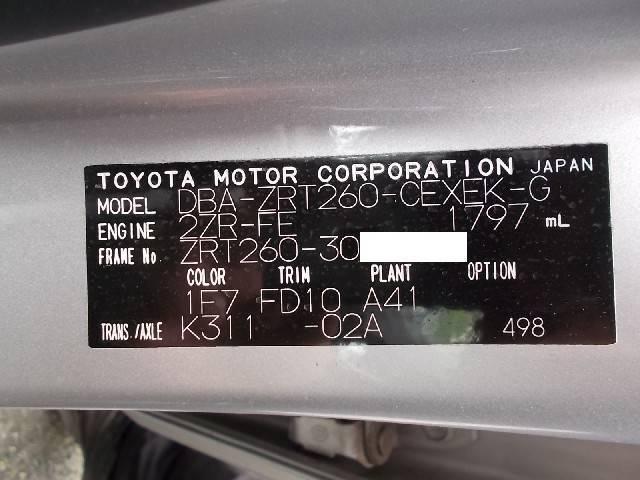 TOYOTA MOTOR CORPORATION JAPAN
MODEL DBA-ZRT260-CEXEK-G
ENGINE 2ZR-FE 1797 mL
FRAME No. ZRT260-30
COLOR TRIM PLANT OPTION
1F7 FD10 A41
TRANS./AXLE K311 -02A 498